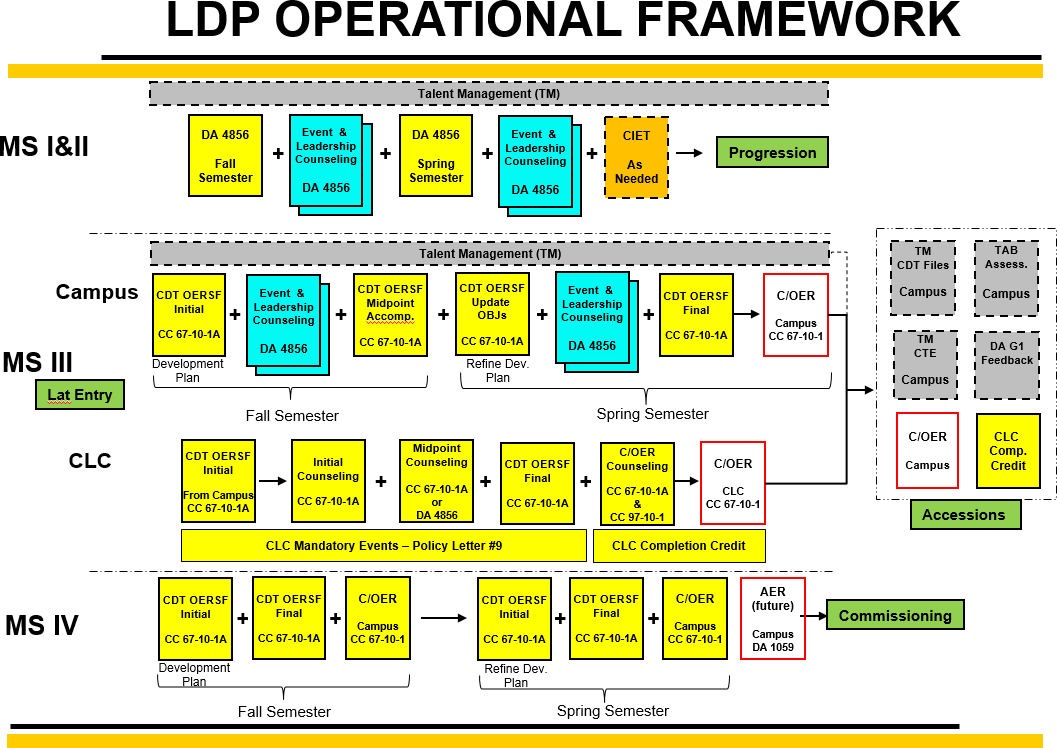 LDP OPERATIONAL FRAMEWORK
Talent Management (TM)
MS I&II
DA 4856
Fall
Semester
+
Event &
Leadership
Counseling
DA 4856
+
DA 4856
Spring
Semester
+
Event &
Leadership
Counseling
DA 4856
+
CIET
As
Needed
Progression
Talent Management (TM)
Campus
MS III
Lat Entry
CDT OERSF
Initial
CC 67-10-1A
Development
Plan
+
Event &
Leadership
Counseling
DA 4856
+
CDT OERSF
Midpoint
Accomp.
CC 67-10-1A
Fall Semester
+
CDT OERSF
Update
OBJs
CC 67-10-1A
Refine Dev.
Plan
+
Event &
Leadership
Counseling
DA 4856
+
CDT OERSF
Final
CC 67-10-1A
C/OER
Campus
CC 67-10-1
Spring Semester
TM
CDT Files
Campus
TAB
Assess.
Campus
TM
CTE
Campus
DA G1
Feedback
C/OER
Campus
CLC
Comp.
Credit
Accessions
CLC
CDT OERSF
Initial
From Campus
CC 67-10-1A
Initial
Counseling
CC 67-10-1A
+
Midpoint
Counseling
CC 67-10-1A
or
DA 4856
+
CDT OERSF
Final
CC 67-10-1A
+
C/OER
Counseling
CC 67-10-1A
&
CC 97-10-1
C/OER
CLC
CC 67-10-1
CLC Mandatory Events – Policy Letter #9
CLC Completion Credit
MS IV
CDT OERSF
Initial
CC 67-10-1A
Development
Plan
+
CDT OERSF
Final
CC 67-10-1A
+
C/OER
Campus
CC 67-10-1
Fall Semester
CDT OERSF
Initial
CC 67-10-1A
Refine Dev.
Plan
+
CDT OERSF
Final
CC 67-10-1A
+
C/OER
Campus
CC 67-10-1
Spring Semester
AER
(future)
Campus
DA 1059
Commissioning